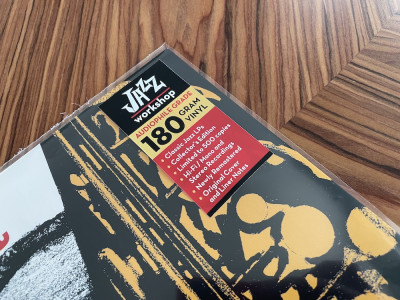 JAZZ
workshop
AUDIOPHILE GRADE
180 GRAM VINYL
• Classic Jazz LPs
• Collector's Edition
• Limited to 500 copies
• Hi-Fi / Mono and
Stereo Recordings
• Newly Remastered
• Original Cover
and Liner Notes